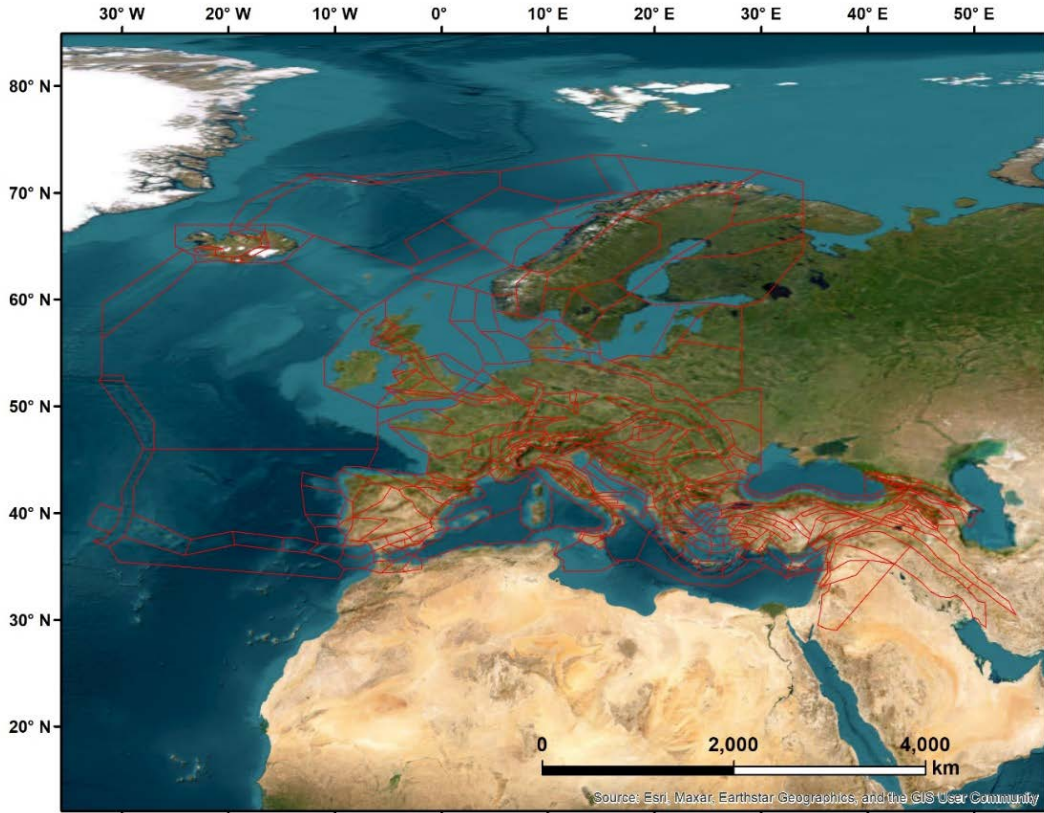 30° W 20° W 10° W 0° 10° E 20° E 30° E 40° E 50° E
80° N
70° N
60° N
50° N
40° N
30° N
20° N
0 2,000 4,000
km
Source: Esri, Maxar, Earthstar Geographics, and the GIS User Community